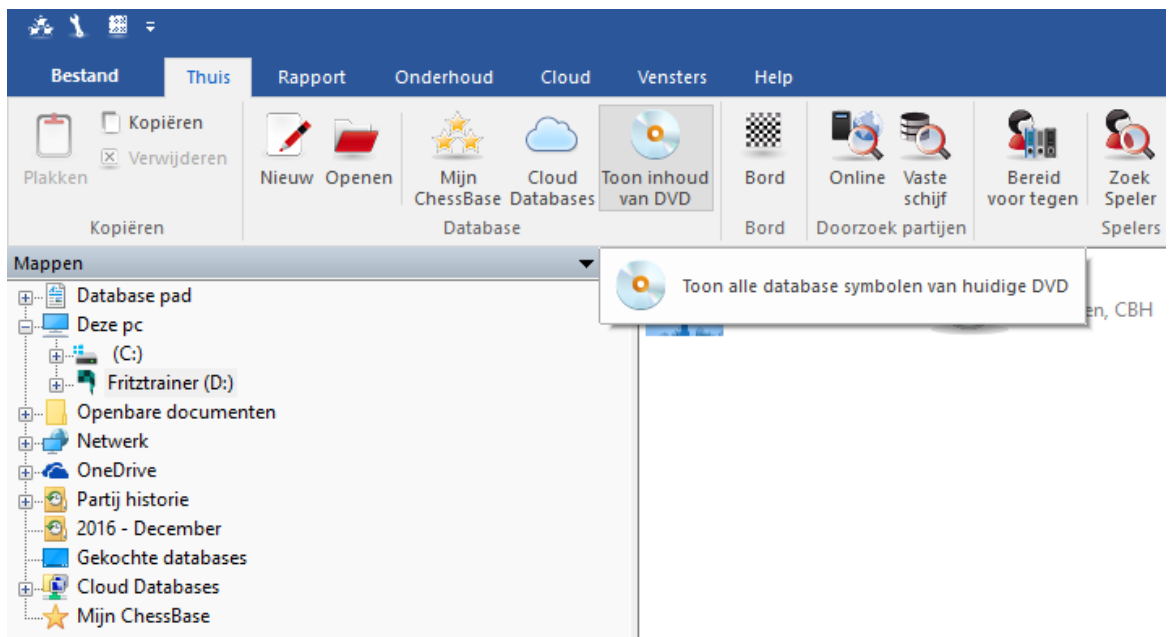 Bestand Thuis Rapport Onderhoud Cloud Vensters Help
Plakken
Kopiëren
Verwijderen
Kopiëren
Nieuw
Openen
Mijn
ChessBase
Cloud
Databases
Toon inhoud
van DVD
Database
Bord
Bord
Online
Vaste
schijf
Doorzoek partijen
Bereid
voor tegen
Zoek
Speler
Spelers
Mappen
Toon alle database symbolen van huidige DVD
en, CBH
Database pad
Deze pc
(C:)
Fritztrainer (D:)
Openbare documenten
Netwerk
OneDrive
Partij historie
2016 - December
Gekochte databases
Cloud Databases
Mijn ChessBase